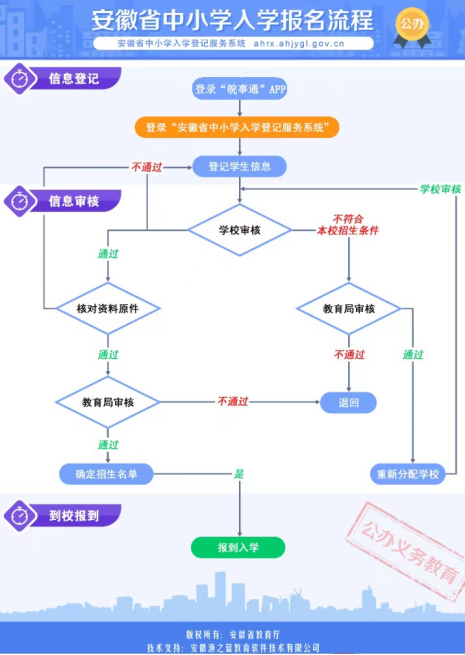 安徽省中小学入学报名流程
公办
安徽省中小学入学登记服务系统 ahrx.ahjygl.gov.cn
信息登记
登录“皖事通”APP
登录“安徽省中小学入学登记服务系统”
不通过
登记学生信息
学校审核
信息审核
不符合
本校招生条件
学校审核
通过
核对资料原件
教育局审核
通过
不通过
通过
教育局审核
不通过
退回
通过
确定招生名单
是
重新分配学校
到校报到
报到入学
公办义务教育
版权所有：安徽省教育厅
技术支持：安徽渔之蓝教育软件技术有限公司